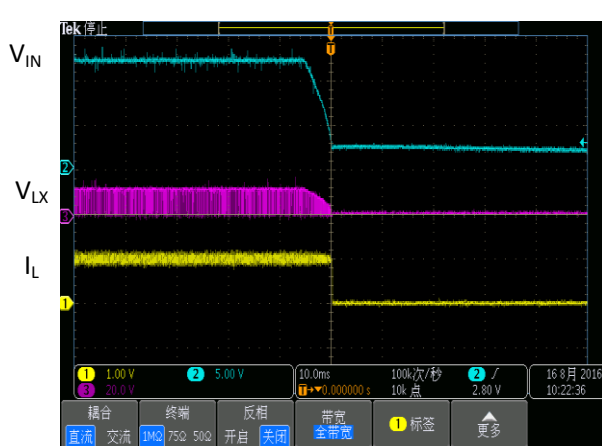 Tek 停止
T
V_IN
2
V_LX
3
I_L
1
1 1.00 V 2 5.00 V
3 20.0 V
10.0ms 100k次/秒
T→▼0.000000 s 10k 点
2 ∫
2.80 V
16 8月 2016
10:22:36
耦合
直流 交流
终端
1MΩ 75Ω 50Ω
反相
开启 关闭
带宽
全带宽
1 标签
更多